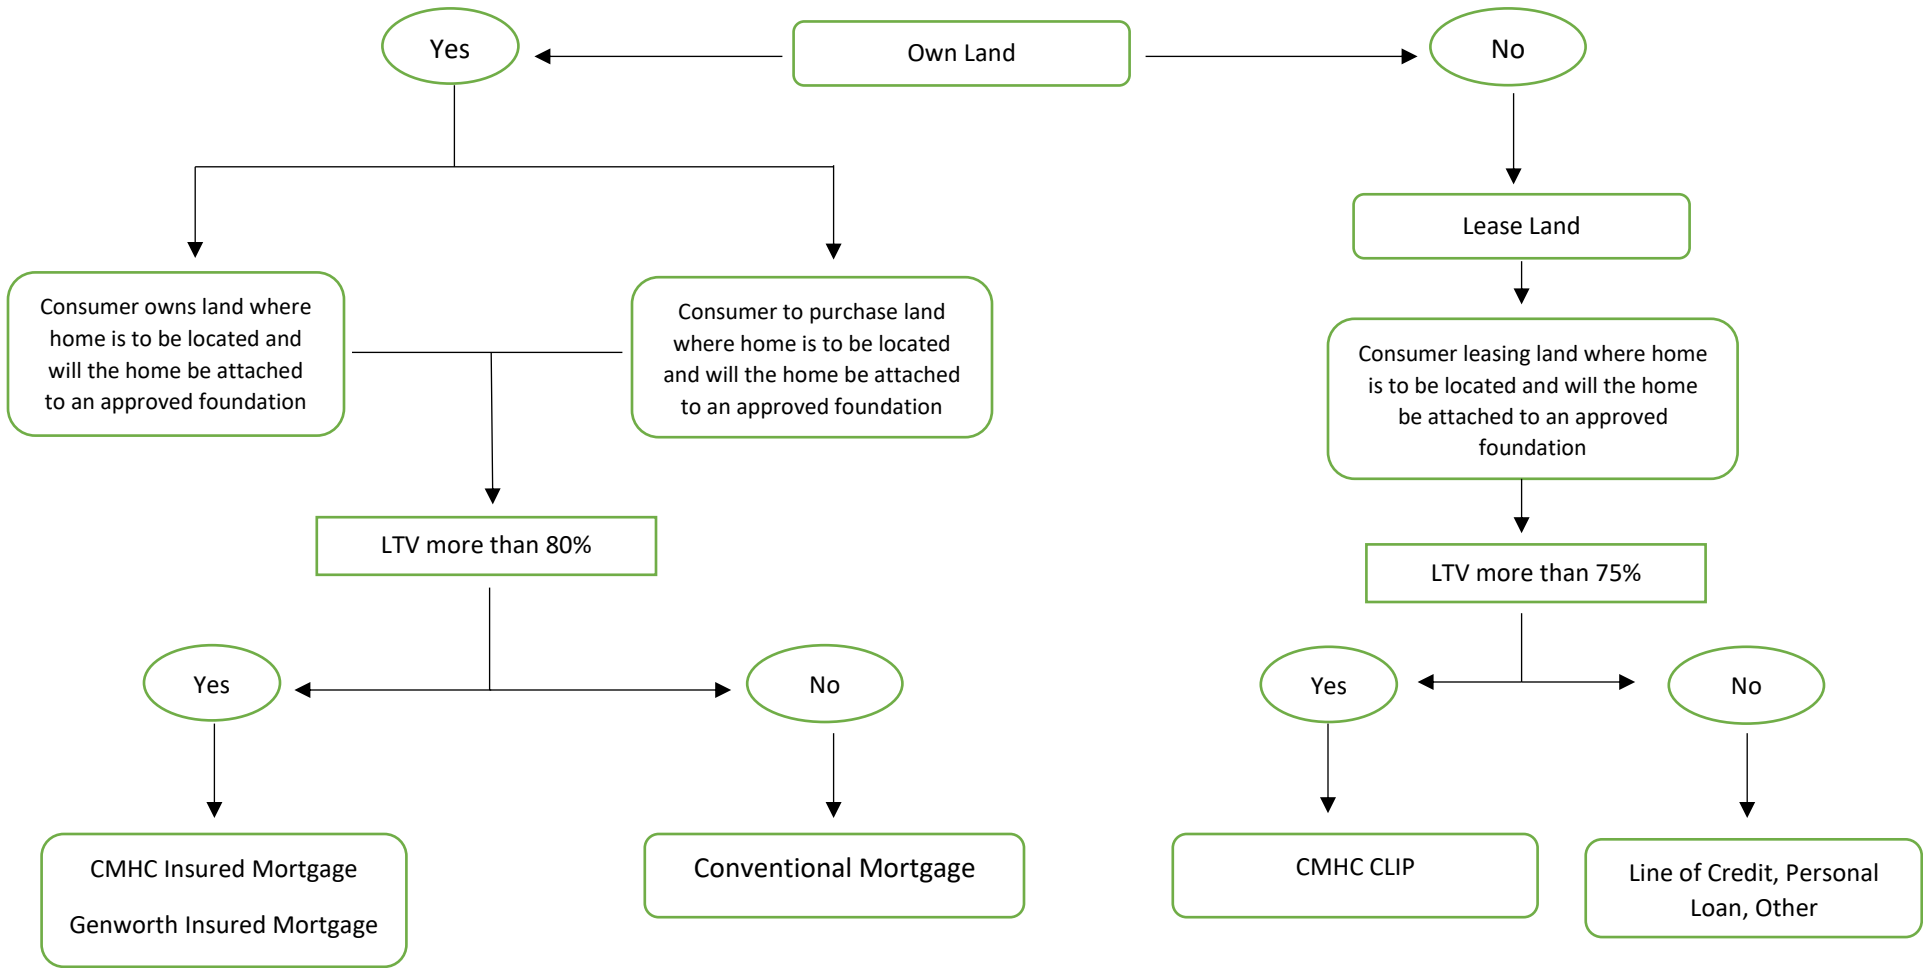 Yes
Own Land
No
Lease Land
Consumer owns land where
home is to be located and
will the home be attached
to an approved foundation
Consumer to purchase land
where home is to be located
and will the home be attached
to an approved foundation
Consumer leasing land where home
is to be located and will the home
be attached to an approved
foundation
LTV more than 80%
LTV more than 75%
Yes
No
Yes
No
CMHC Insured Mortgage
Genworth Insured Mortgage
Conventional Mortgage
CMHC CLIP
Line of Credit, Personal
Loan, Other